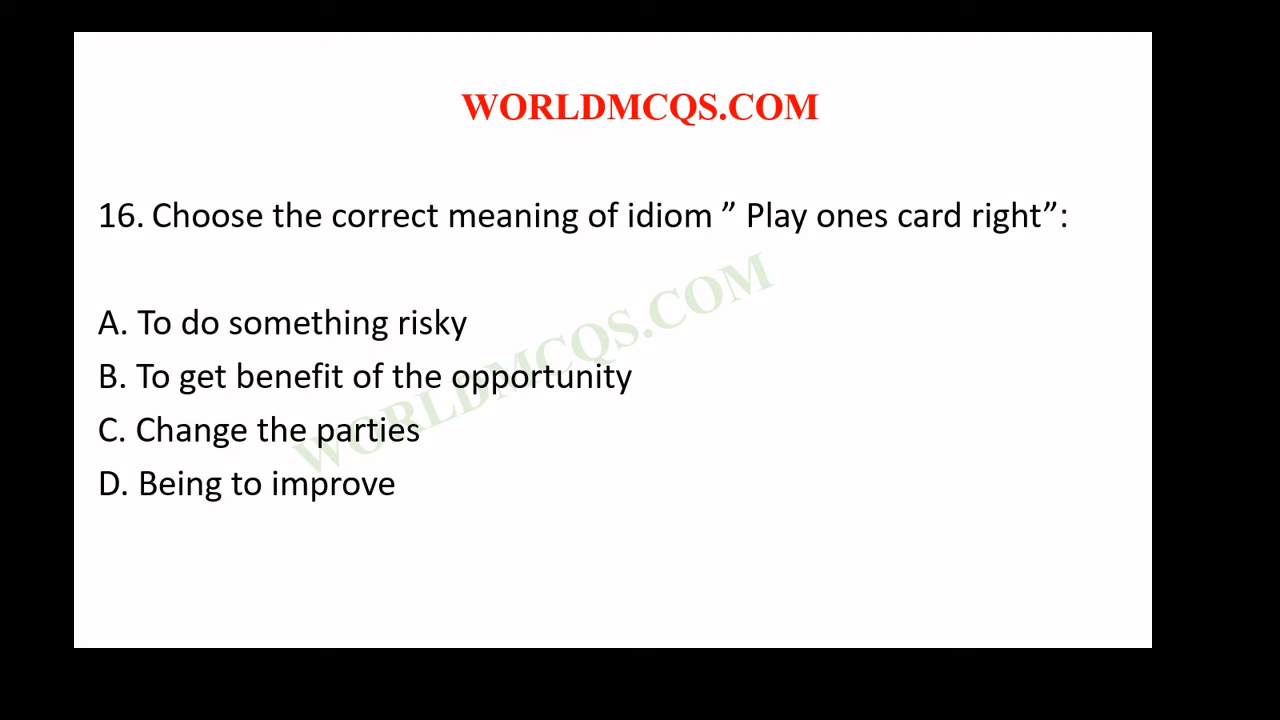 WORLDMCQS.COM
16. Choose the correct meaning of idiom ” Play ones card right”:
WORLDMCQS.COM
A. To do something risky
B. To get benefit of the opportunity
C. Change the parties
D. Being to improve